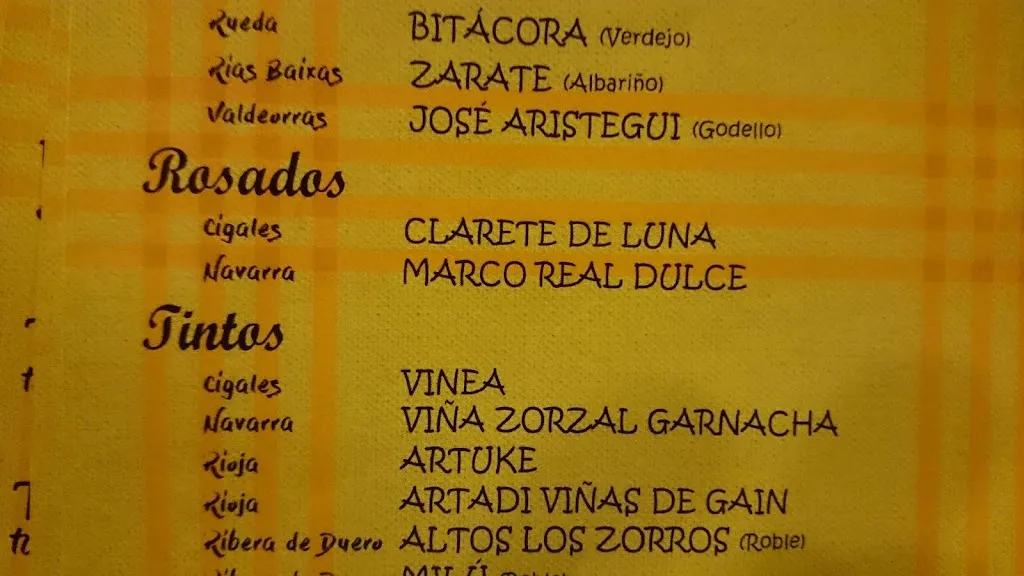 Rueda BITÁCORA (Verdejo)
Rías Baixas ZARATE (Albariño)
Valdeorras JOSÉ ARISTEGUI (Godello)
Rosados
Cigales CLARETE DE LUNA
Navarra MARCO REAL DULCE
Tintos
Cigales VINEA
Navarra VIÑA ZORZAL GARNACHA
Rioja ARTUKE
Rioja ARTADI VIÑAS DE GAIN
Ribera de Duero ALTOS LOS ZORROS (Roble)